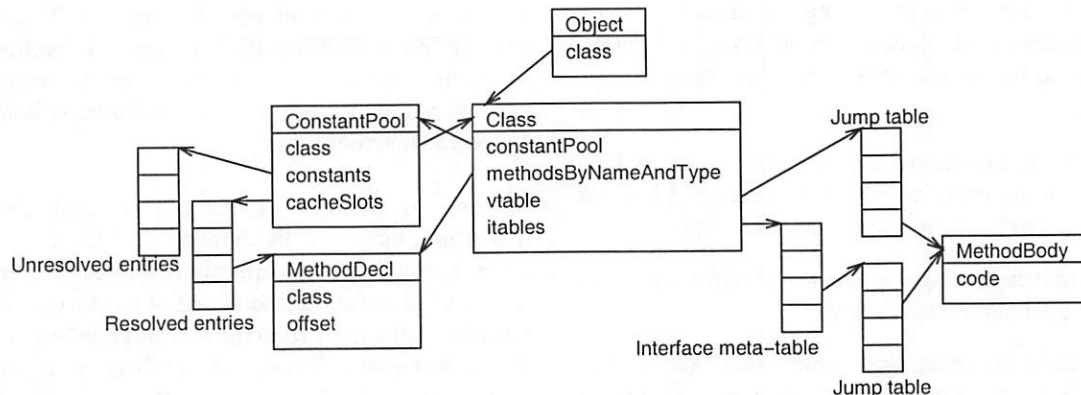 Object
class
ConstantPool
class
constants
cacheSlots
Class
constantPool
methodsByNameAndType
vtable
itables
Jump table
Unresolved entries
Resolved entries
MethodDecl
class
offset
MethodBody
code
Interface meta-table
Jump table